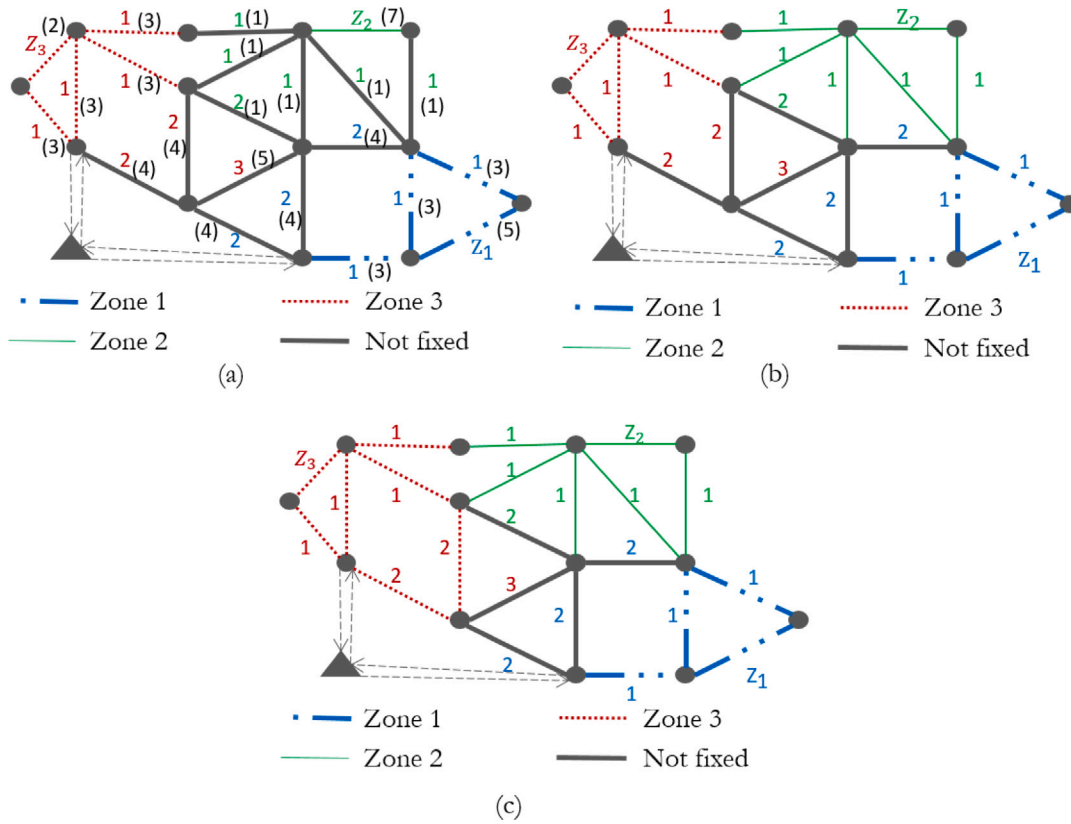 (2) 1 (3) 1 (1) Z2 (7)
Z3 1 (1)
1 1 (3) 1 1 (1) 1
(3) 2 (1) (1) (1)
1 (3) 2 (4) 3 (5) 2 (4) 1 (3)
2 (4) 2 (4) 1 (3)
(4) 2 Z1 (5)
1 (3)
Zone 1 Zone 3
Zone 2 Not fixed
(a)
1 1 Z2
Z3 1
1 1 1 1 1
2
1 2 3 2 1
2 2 1
2 Z1
1
Zone 1 Zone 3
Zone 2 Not fixed
(b)
1 1 Z2
Z3 1
1 1 1 1 1
2
1 2 3 2 1
2 2 1
2 Z1
1
Zone 1 Zone 3
Zone 2 Not fixed
(c)